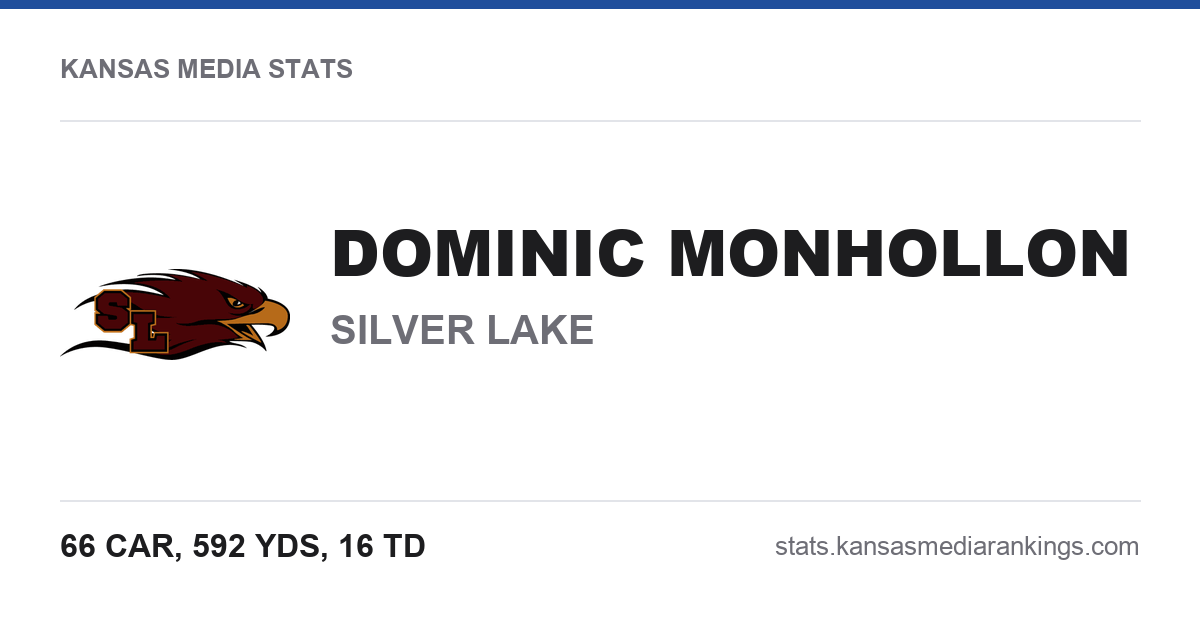 KANSAS MEDIA STATS
DOMINIC MONHOLLON
SILVER LAKE
SL
66 CAR, 592 YDS, 16 TD
stats.kansasmediarankings.com